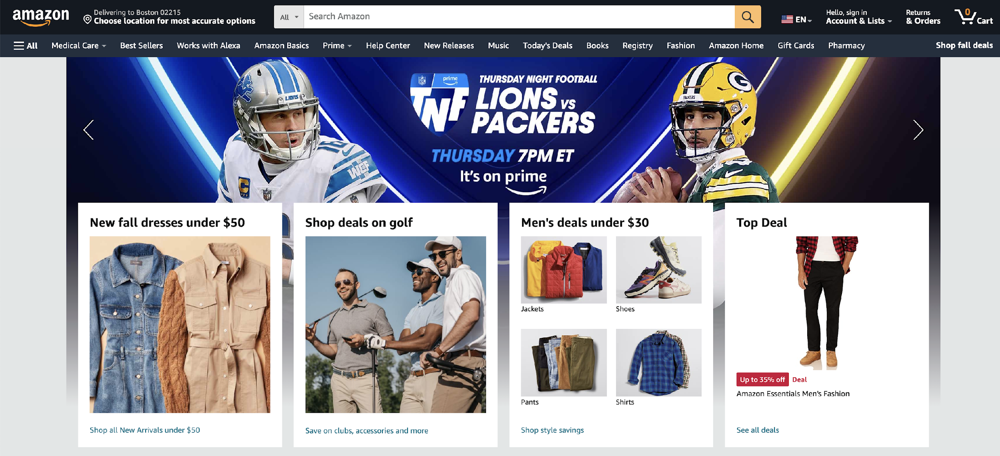 amazon
Delivering to Boston 02215
Choose location for most accurate options
All
Search Amazon
EN
Hello, sign in
Account & Lists
Returns
& Orders
0
Cart
All
Medical Care
Best Sellers
Works with Alexa
Amazon Basics
Prime
Help Center
New Releases
Music
Today's Deals
Books
Registry
Fashion
Amazon Home
Gift Cards
Pharmacy
Shop fall deals
LIONS
16
WCF
C
NFL
NFL
prime
TNF
THURSDAY NIGHT FOOTBALL
LIONS VS
PACKERS
THURSDAY 7PM ET
It's on prime
PACKERS
G
New fall dresses under $50
Shop all New Arrivals under $50
Shop deals on golf
Save on clubs, accessories and more
Men's deals under $30
Jackets
Shoes
Pants
Shirts
Shop style savings
Top Deal
Up to 35% off
Deal
Amazon Essentials Men's Fashion
See all deals